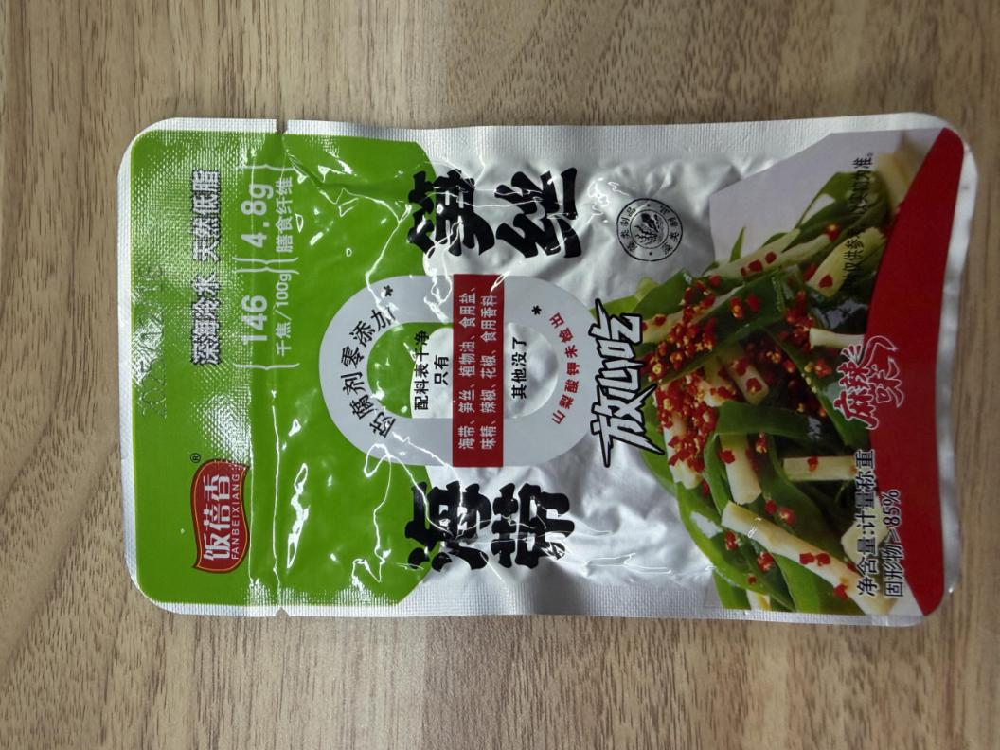 饭倍香®
FANBEIXIANG
深海冷水 天然低脂
146
千焦/100g
4.8g
膳食纤维
防腐剂零添加*
配料表干净
只有
海带、笋丝、植物油、食用盐、
味精、辣椒、花椒、食用香料
其他没了
*
山梨酸钾未检出
海带
笋丝
放心吃
麻辣
味
净含量:计量称重
固形物≥85%